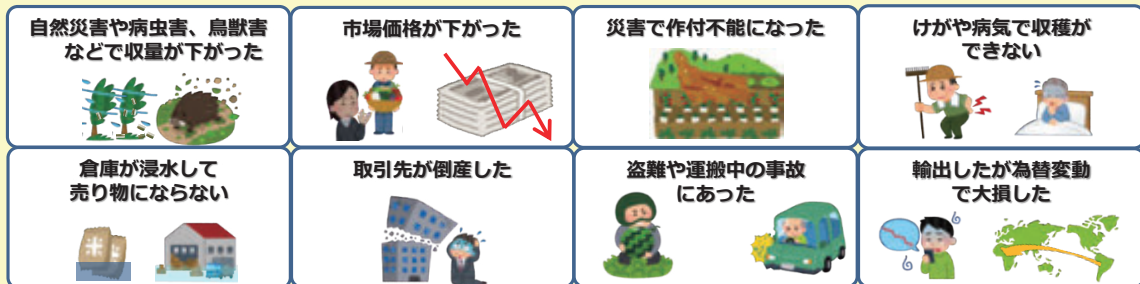 自然災害や病虫害、鳥獣害
などで収量が下がった
市場価格が下がった
災害で作付不能になった
けがや病気で収穫が
できない
倉庫が浸水して
売り物にならない
取引先が倒産した
盗難や運搬中の事故
にあった
輸出したが為替変動
で大損した